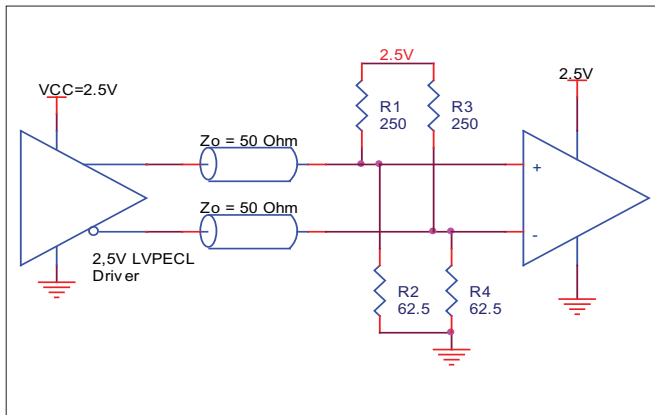 2.5V
VCC=2.5V
2.5V
R1
250
R3
250
Zo = 50 Ohm
+
Zo = 50 Ohm
-
2,5V LVPECL
Driver
R2
62.5
R4
62.5